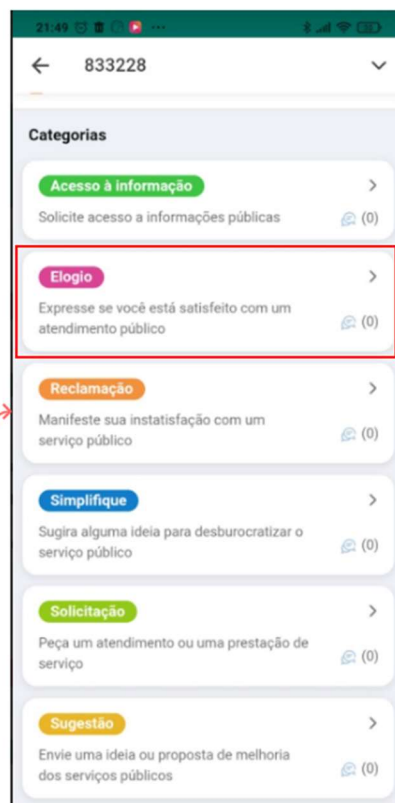 21:49
833228
Categorias
Acesso à informação
Solicite acesso a informações públicas
(0)
Elogio
Expresse se você está satisfeito com um
atendimento público
(0)
Reclamação
Manifeste sua instatisfação com um
serviço público
(0)
Simplifique
Sugira alguma ideia para desburocratizar o
serviço público
(0)
Solicitação
Peça um atendimento ou uma prestação de
serviço
(0)
Sugestão
Envie uma ideia ou proposta de melhoria
dos serviços públicos
(0)